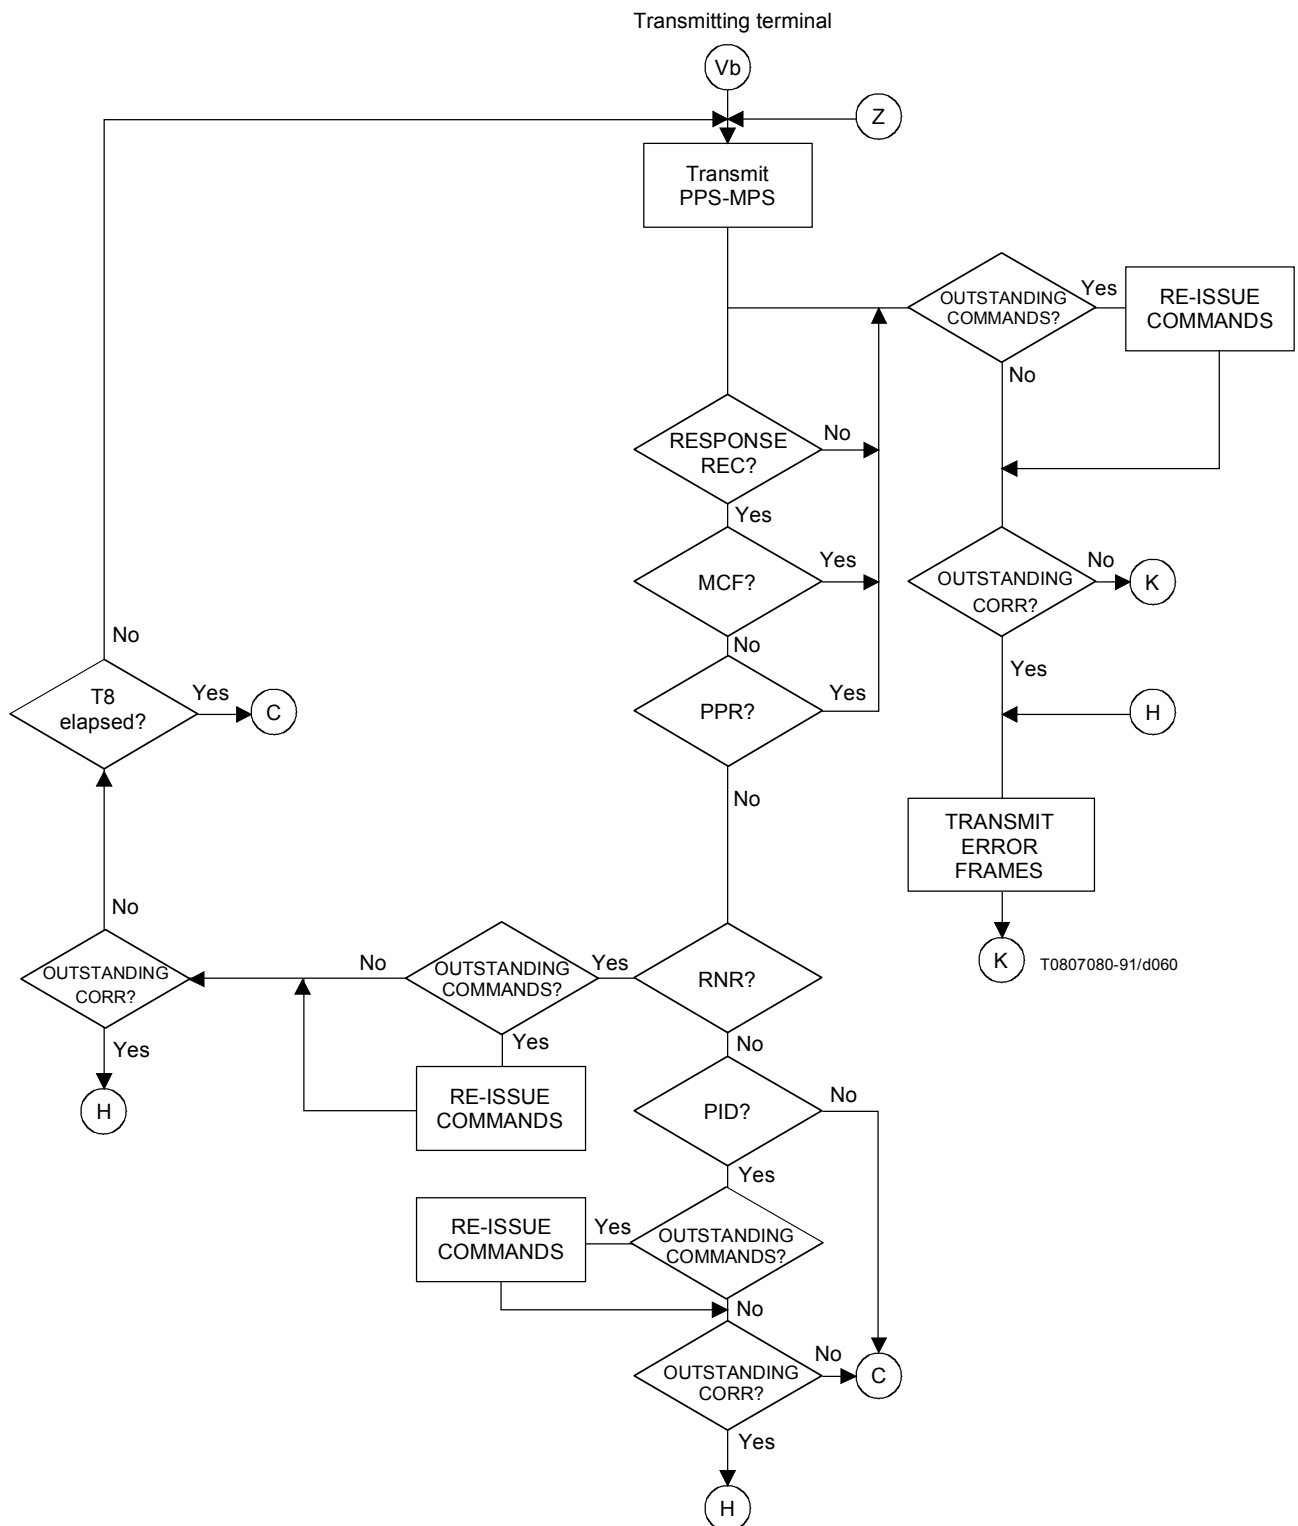 Transmitting terminal
Vb
Z
Transmit
PPS-MPS
OUTSTANDING
COMMANDS?
Yes
RE-ISSUE
COMMANDS
No
RESPONSE
REC?
No
Yes
MCF?
Yes
No
OUTSTANDING
CORR?
No
K
Yes
PPR?
Yes
No
H
T8
elapsed?
No
Yes
C
TRANSMIT
ERROR
FRAMES
K
T0807080-91/d060
No
OUTSTANDING
CORR?
Yes
H
No
OUTSTANDING
COMMANDS?
Yes
Yes
RE-ISSUE
COMMANDS
RNR?
No
PID?
No
Yes
RE-ISSUE
COMMANDS
Yes
OUTSTANDING
COMMANDS?
No
OUTSTANDING
CORR?
No
C
Yes
H